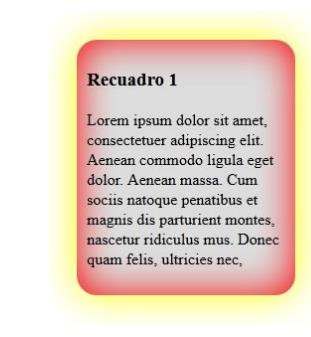 Recuadro 1
Lorem ipsum dolor sit amet,
consectetuer adipiscing elit.
Aenean commodo ligula eget
dolor. Aenean massa. Cum
sociis natoque penatibus et
magnis dis parturient montes,
nascetur ridiculus mus. Donec
quam felis, ultricies nec,